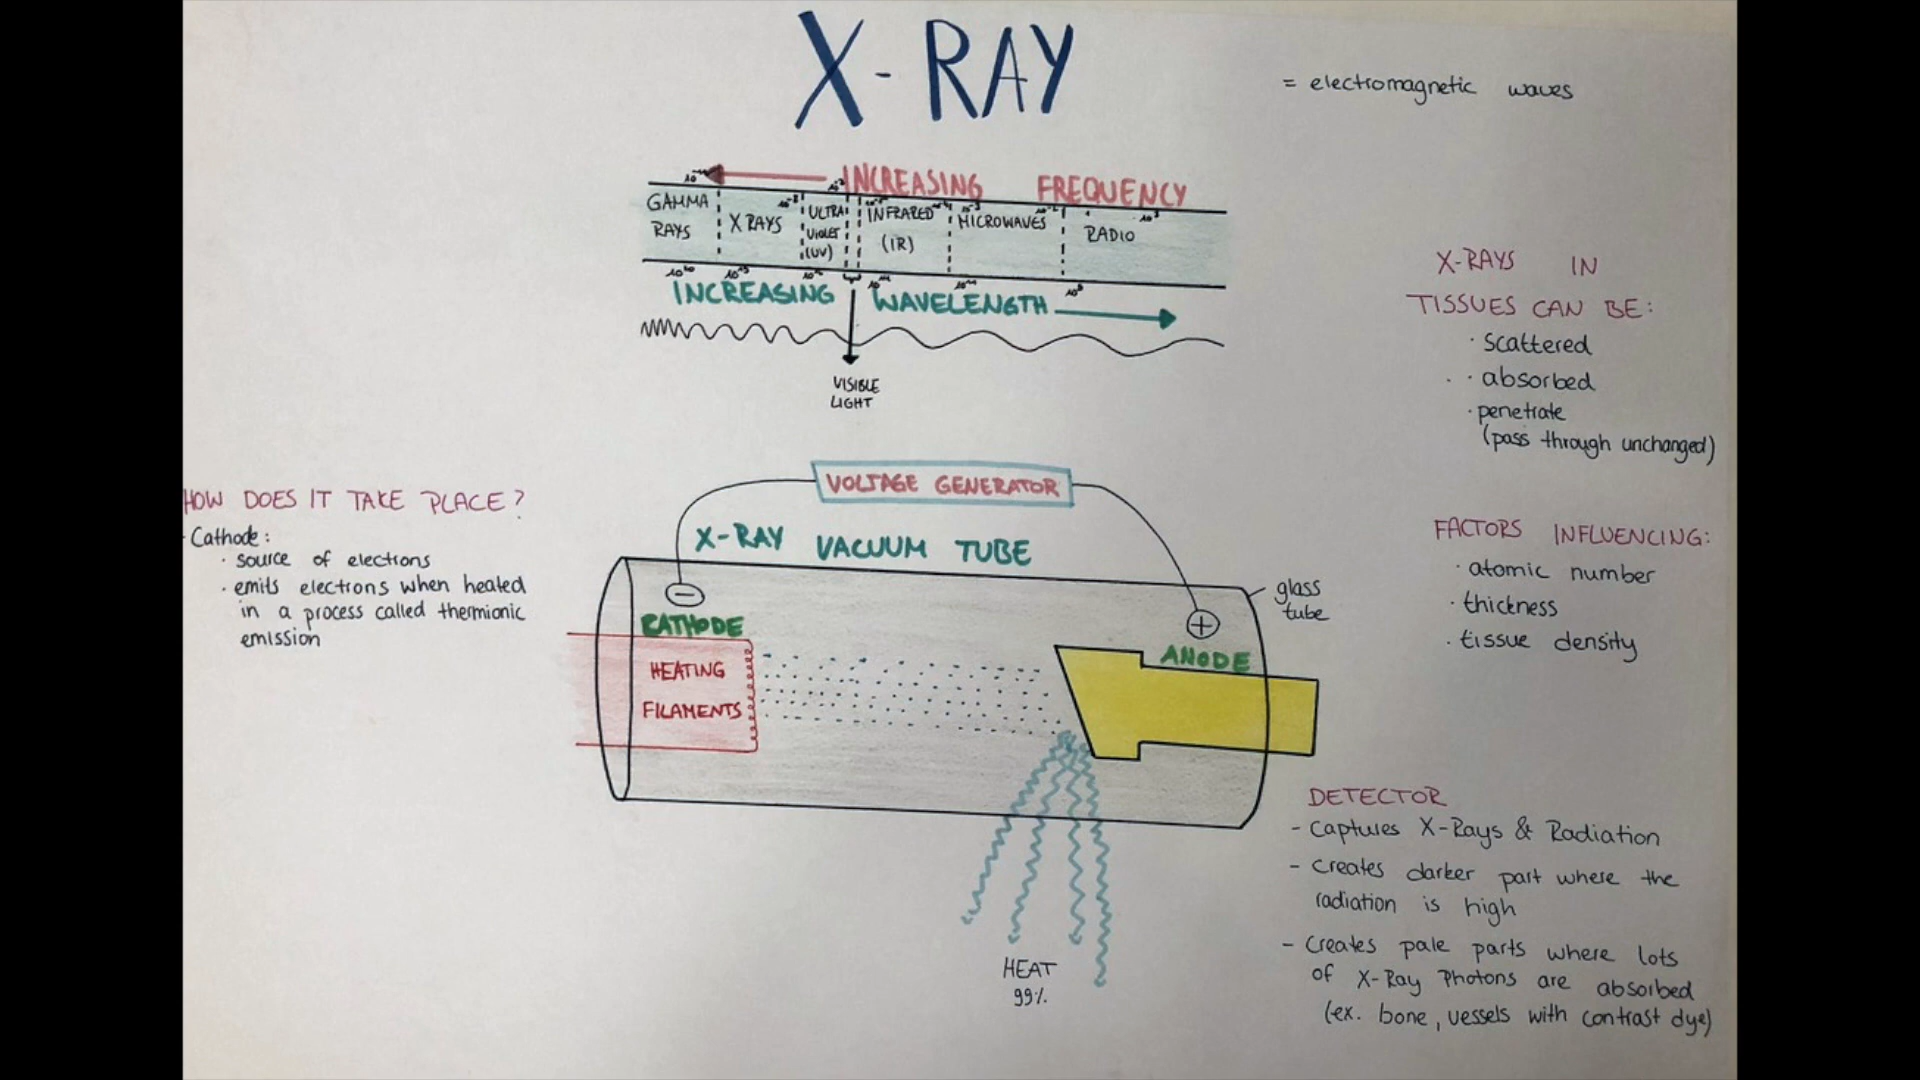 X-RAY
= electromagnetic waves
INCREASING FREQUENCY
GAMMA RAYS
X RAYS
ULTRA VIOLET (UV)
INFRARED (IR)
MICROWAVES
RADIO
INCREASING WAVELENGTH
VISIBLE
LIGHT
X-RAYS IN
TISSUES CAN BE:
· scattered
· absorbed
· penetrate
(pass through unchanged)
HOW DOES IT TAKE PLACE?
- Cathode:
· source of electrons
· emits electrons when heated
in a process called thermionic
emission
VOLTAGE GENERATOR
X-RAY VACUUM TUBE
glass
tube
−
+
CATHODE
ANODE
HEATING
FILAMENTS
FACTORS INFLUENCING:
· atomic number
· thickness
· tissue density
HEAT
99%
DETECTOR
- Captures X-Rays & Radiation
- Creates darker part where the
radiation is high
- Creates pale parts where lots
of X-Ray Photons are absorbed
(ex. bone, vessels with contrast dye)